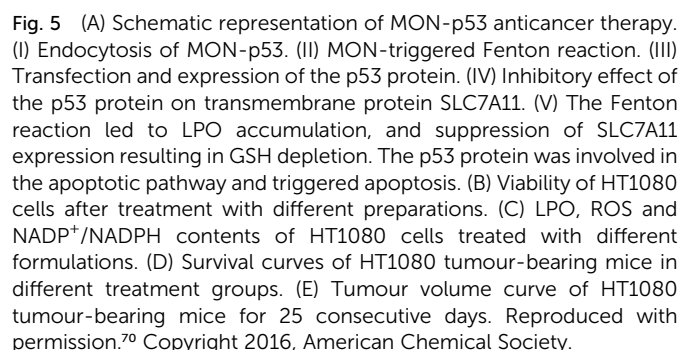 Fig. 5 (A) Schematic representation of MON-p53 anticancer therapy.
(I) Endocytosis of MON-p53. (II) MON-triggered Fenton reaction. (III)
Transfection and expression of the p53 protein. (IV) Inhibitory effect of
the p53 protein on transmembrane protein SLC7A11. (V) The Fenton
reaction led to LPO accumulation, and suppression of SLC7A11
expression resulting in GSH depletion. The p53 protein was involved in
the apoptotic pathway and triggered apoptosis. (B) Viability of HT1080
cells after treatment with different preparations. (C) LPO, ROS and
NADP⁺/NADPH contents of HT1080 cells treated with different
formulations. (D) Survival curves of HT1080 tumour-bearing mice in
different treatment groups. (E) Tumour volume curve of HT1080
tumour-bearing mice for 25 consecutive days. Reproduced with
permission.⁷⁰ Copyright 2016, American Chemical Society.